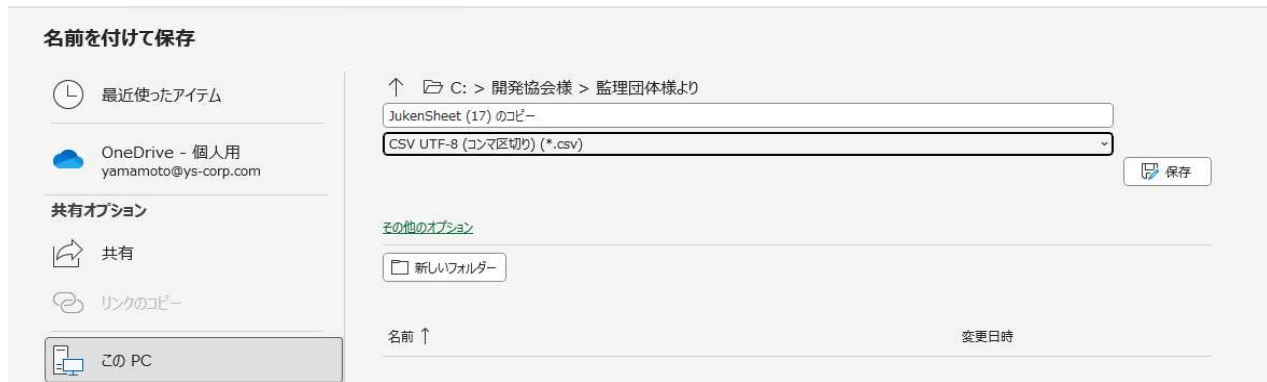 名前を付けて保存
最近使ったアイテム
OneDrive - 個人用
yamamoto@ys-corp.com
共有オプション
共有
リンクのコピー
この PC
C: > 開発協会様 > 監理団体様より
JukenSheet (17) のコピー
CSV UTF-8 (コンマ区切り) (*.csv)
保存
その他のオプション
新しいフォルダー
名前 ↑ 変更日時